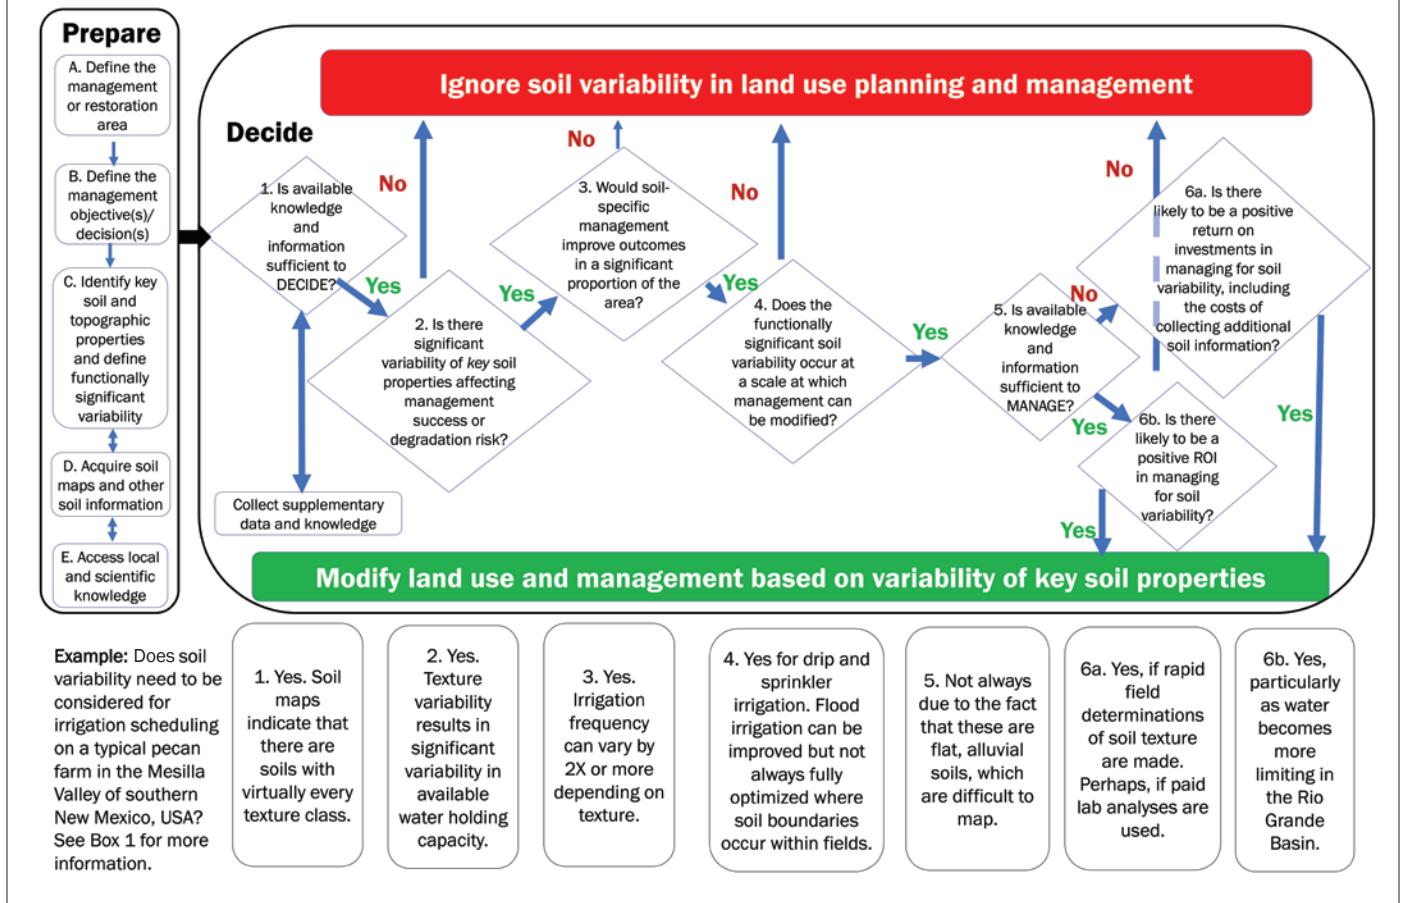 Prepare
A. Define the
management
or restoration
area
B. Define the
management
objective(s)/
decision(s)
C. Identify key
soil and
topographic
properties
and define
functionally
significant
variability
D. Acquire soil
maps and other
soil information
E. Access local
and scientific
knowledge
Ignore soil variability in land use planning and management
Decide
1. Is available
knowledge
and
information
sufficient to
DECIDE?
Yes
Collect supplementary
data and knowledge
No
2. Is there
significant
variability of key soil
properties affecting
management
success or
degradation risk?
Yes
No
3. Would soil-
specific
management
improve outcomes
in a significant
proportion of the
area?
Yes
No
4. Does the
functionally
significant soil
variability occur at
a scale at which
management can
be modified?
Yes
5. Is available
knowledge
and
information
sufficient to
MANAGE?
No
Yes
No
6a. Is there
likely to be a positive
return on
investments in
managing for soil
variability, including
the costs of
collecting additional
soil information?
Yes
6b. Is there
likely to be a
positive ROI
in managing
for soil
variability?
Yes
Modify land use and management based on variability of key soil properties
Example: Does soil
variability need to be
considered for
irrigation scheduling
on a typical pecan
farm in the Mesilla
Valley of southern
New Mexico, USA?
See Box 1 for more
information.
1. Yes. Soil
maps
indicate that
there are
soils with
virtually every
texture class.
2. Yes.
Texture
variability
results in
significant
variability in
available
water holding
capacity.
3. Yes.
Irrigation
frequency
can vary by
2X or more
depending on
texture.
4. Yes for drip and
sprinkler
irrigation. Flood
irrigation can be
improved but not
always fully
optimized where
soil boundaries
occur within fields.
5. Not always
due to the fact
that these are
flat, alluvial
soils, which
are difficult to
map.
6a. Yes, if rapid
field
determinations
of soil texture
are made.
Perhaps, if paid
lab analyses are
used.
6b. Yes,
particularly
as water
becomes
more
limiting in
the Rio
Grande
Basin.